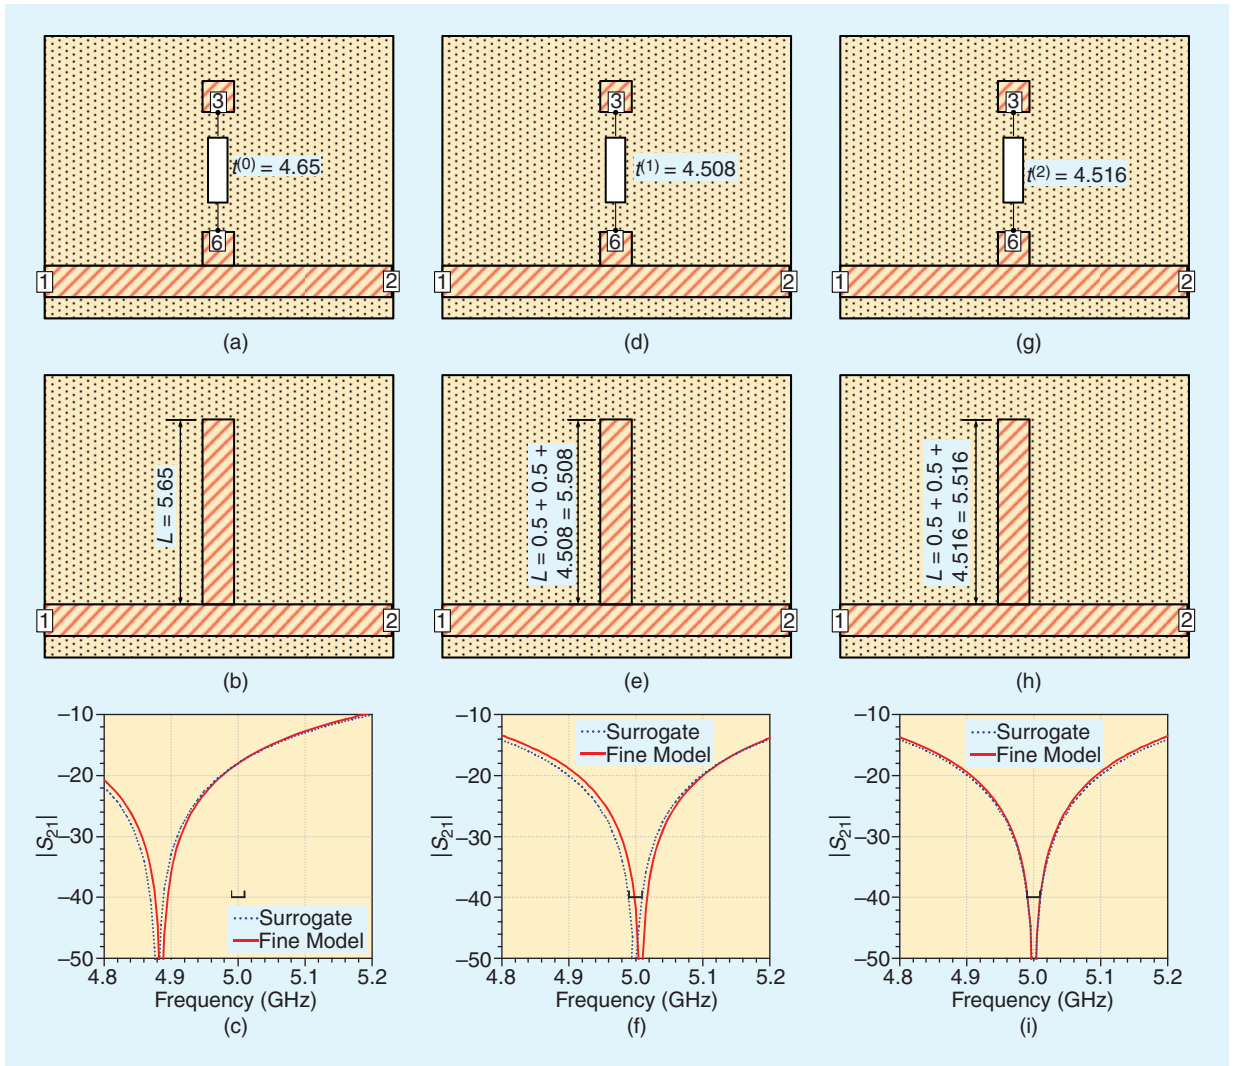 3
t(0) = 4.65
6
1
2
(a)
3
t(1) = 4.508
6
1
2
(d)
3
t(2) = 4.516
6
1
2
(g)
L = 5.65
1
2
(b)
L = 0.5 + 0.5 +
4.508 = 5.508
1
2
(e)
L = 0.5 + 0.5 +
4.516 = 5.516
1
2
(h)
|S21|
–10
–20
–30
–40
–50
Surrogate
Fine Model
4.8 4.9 5.0 5.1 5.2
Frequency (GHz)
(c)
|S21|
–10
–20
–30
–40
–50
Surrogate
Fine Model
4.8 4.9 5.0 5.1 5.2
Frequency (GHz)
(f)
|S21|
–10
–20
–30
–40
–50
Surrogate
Fine Model
4.8 4.9 5.0 5.1 5.2
Frequency (GHz)
(i)